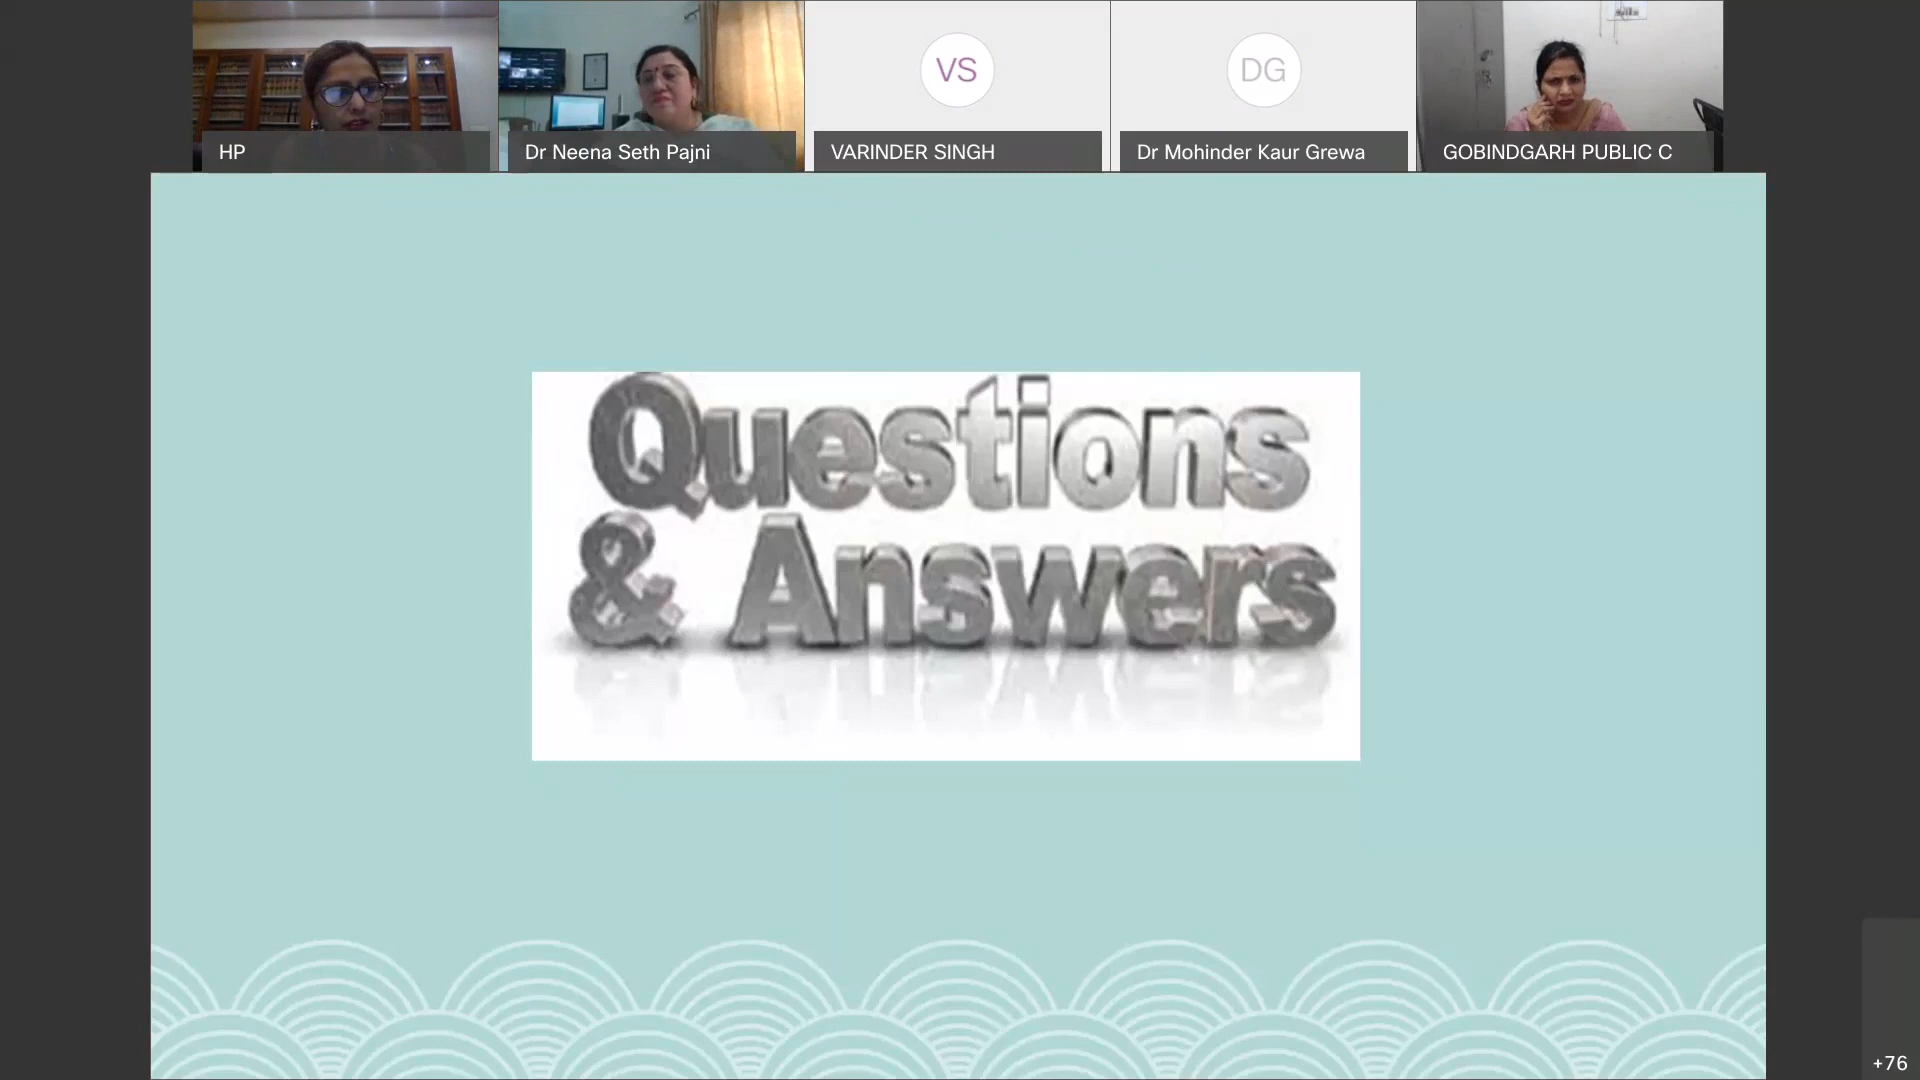 VS
DG
HP
Dr Neena Seth Pajni
VARINDER SINGH
Dr Mohinder Kaur Grewa
GOBINDGARH PUBLIC C
Questions
& Answers
+76